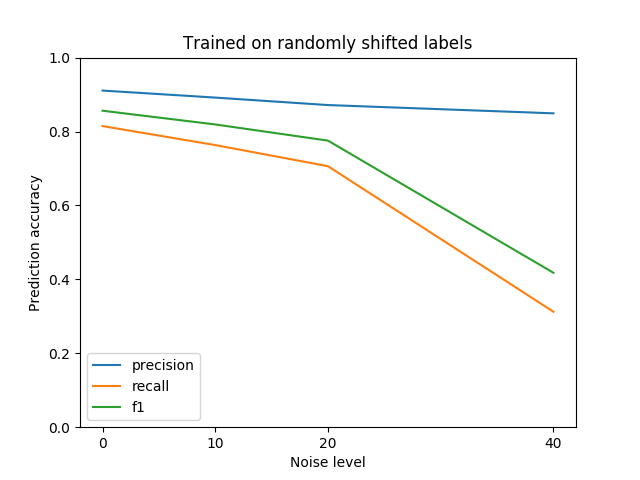 Trained on randomly shifted labels
Prediction accuracy
1.0
0.8
0.6
0.4
0.2
0.0
precision
recall
f1
0 10 20 40
Noise level